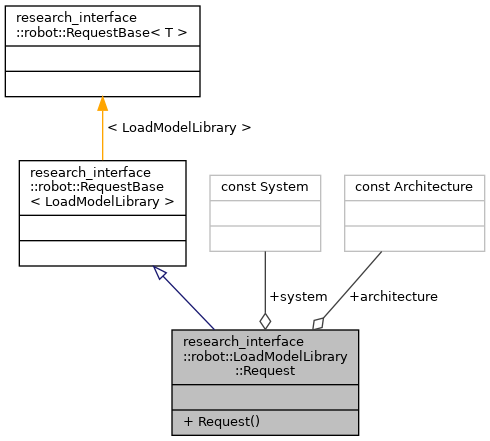 research_interface
::robot::RequestBase< T >
< LoadModelLibrary >
research_interface
::robot::RequestBase
< LoadModelLibrary >
const System
const Architecture
+system
+architecture
research_interface
::robot::LoadModelLibrary
::Request
+ Request()